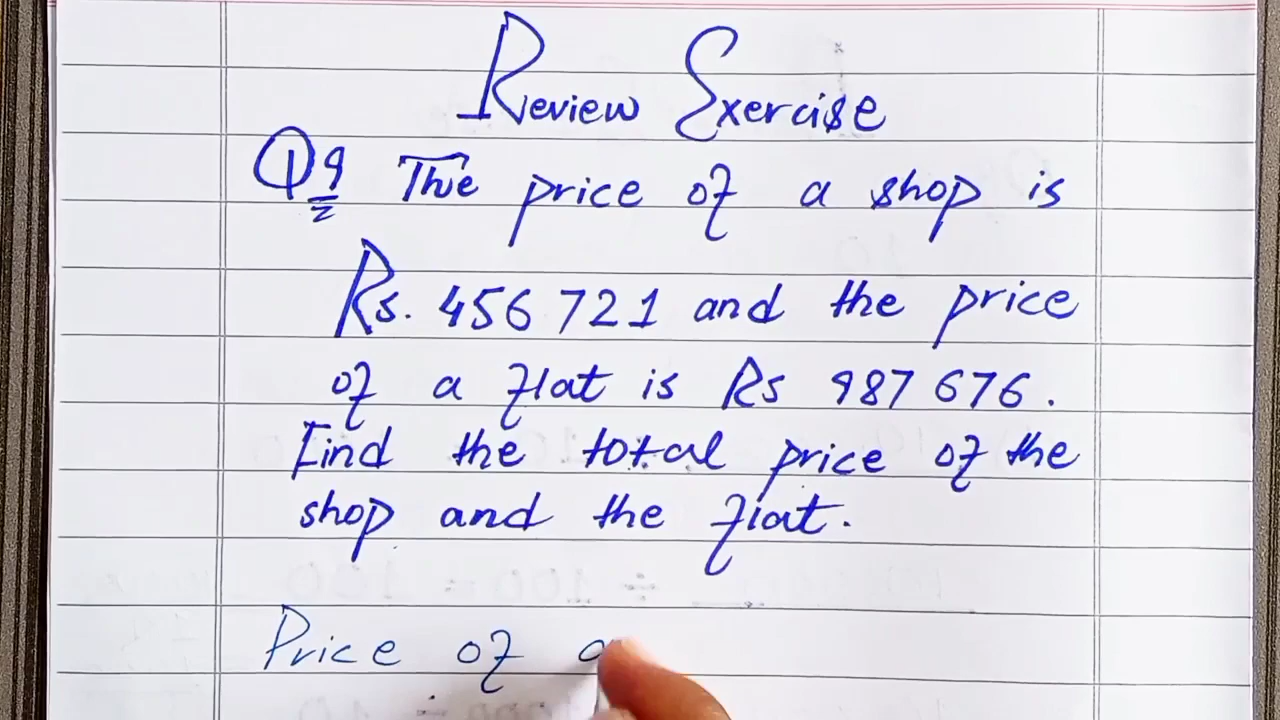 Review Exercise
Q9 The price of a shop is
Rs. 456 721 and the price
of a flat is Rs 987 676.
Find the total price of the
shop and the flat.
Price of a